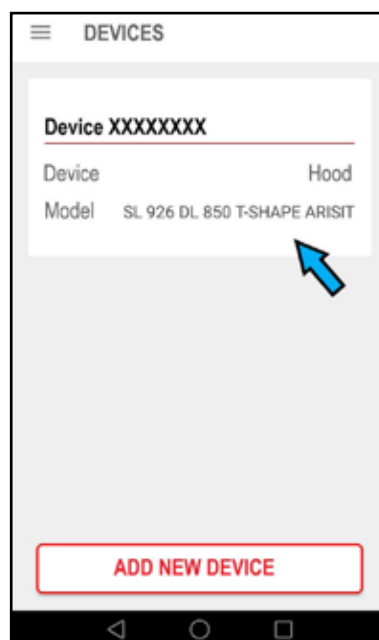 DEVICES
Device XXXXXXXX
Device Hood
Model SL 926 DL 850 T-SHAPE ARISIT
ADD NEW DEVICE